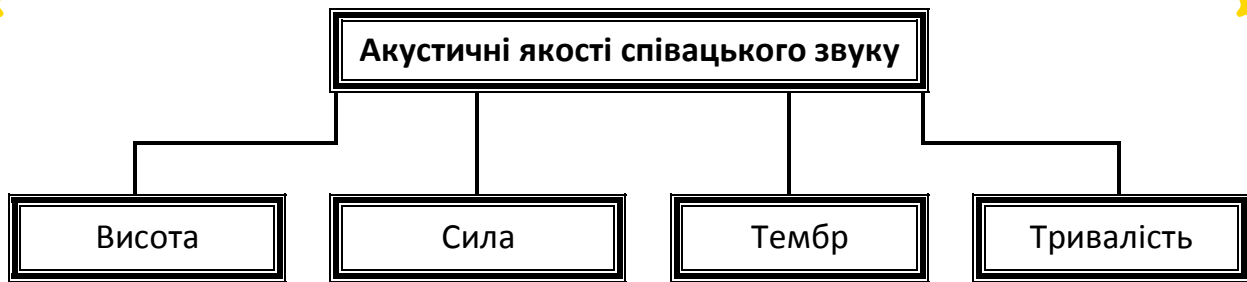 Акустичні якості співацького звуку
Висота
Сила
Тембр
Тривалість